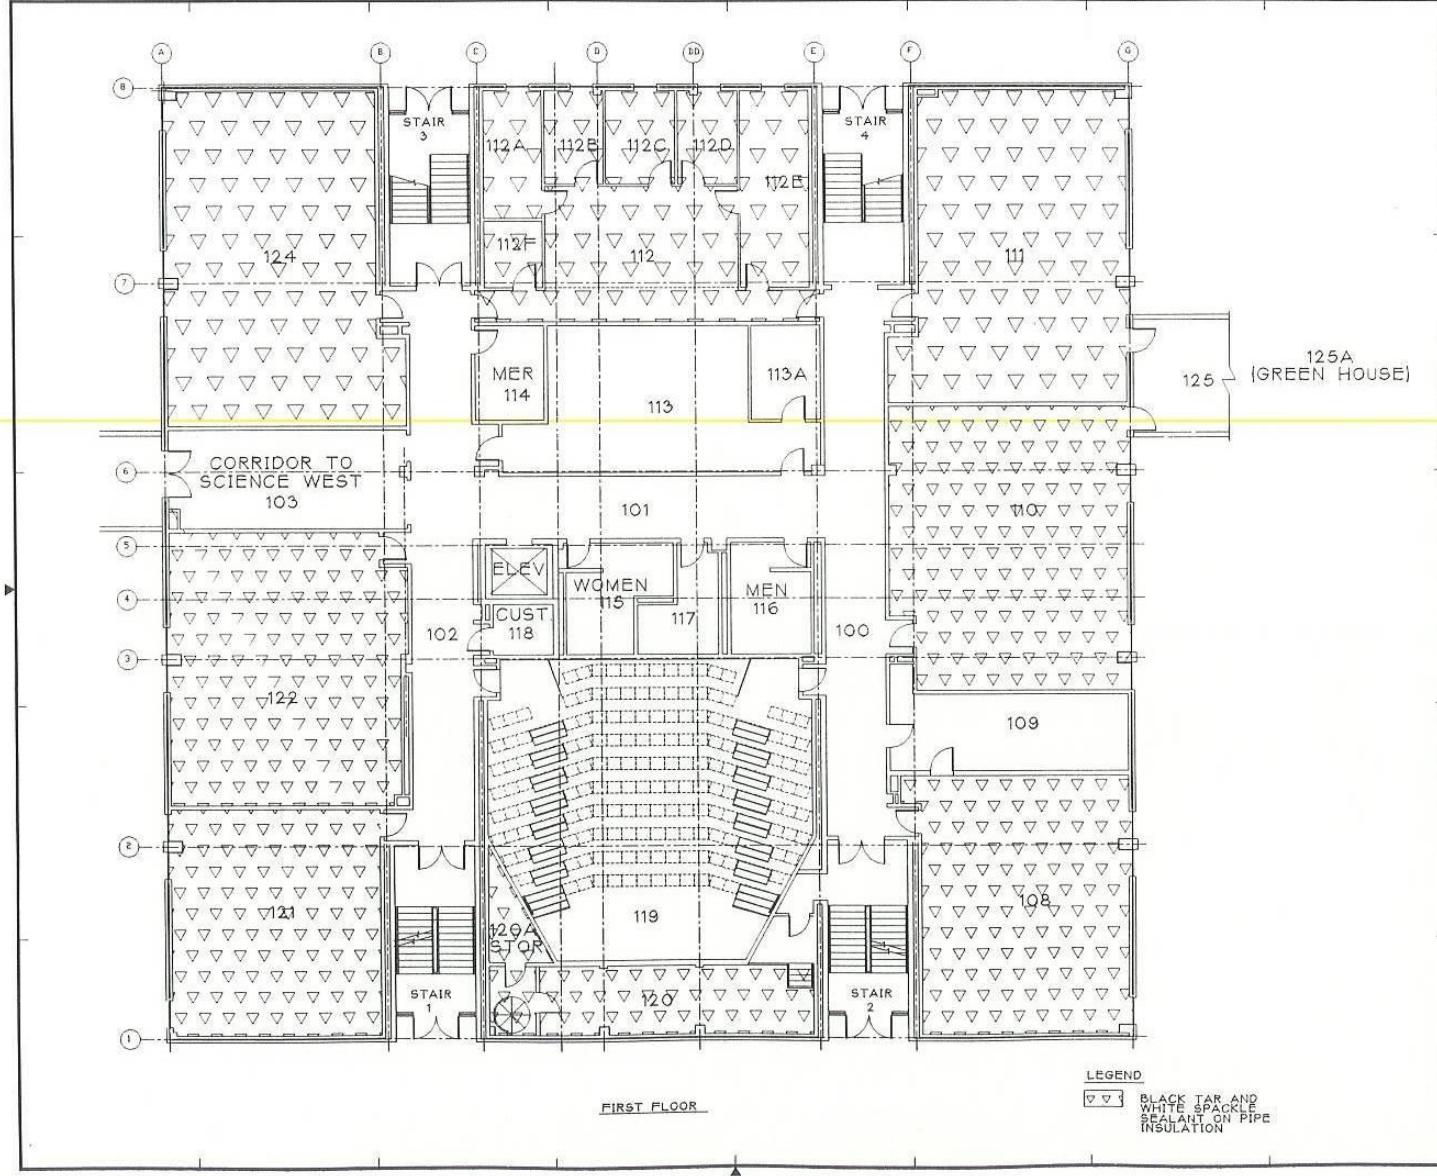 A B C D DD E F G
8
STAIR
3
STAIR
4
112A 112B 112C 112D
112E
112F
124
112
111
7
MER
114
113A
113
125
125A
(GREEN HOUSE)
6
CORRIDOR TO
SCIENCE WEST
103
101
110
5
ELEV
WOMEN
115
MEN
116
4
CUST.
118
117
102
100
3
122
109
2
121
119
108
120A
STOR
120
STAIR
1
STAIR
2
1
FIRST FLOOR
LEGEND
BLACK TAR AND
WHITE SPACKLE
SEALANT ON PIPE
INSULATION